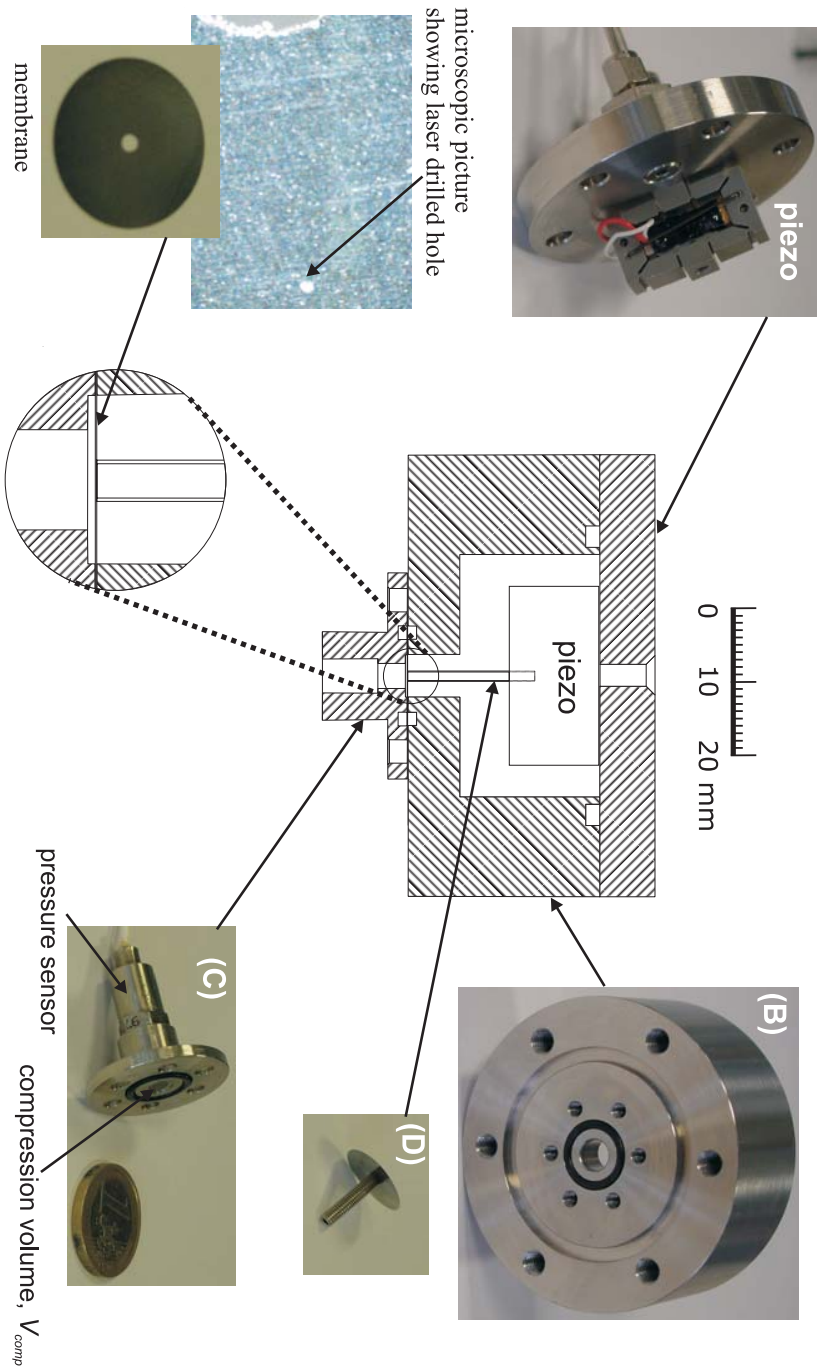 piezo
microscopic picture
showing laser drilled hole
membrane
0
10
20 mm
piezo
(B)
(C)
(D)
pressure sensor
compression volume, V_comp